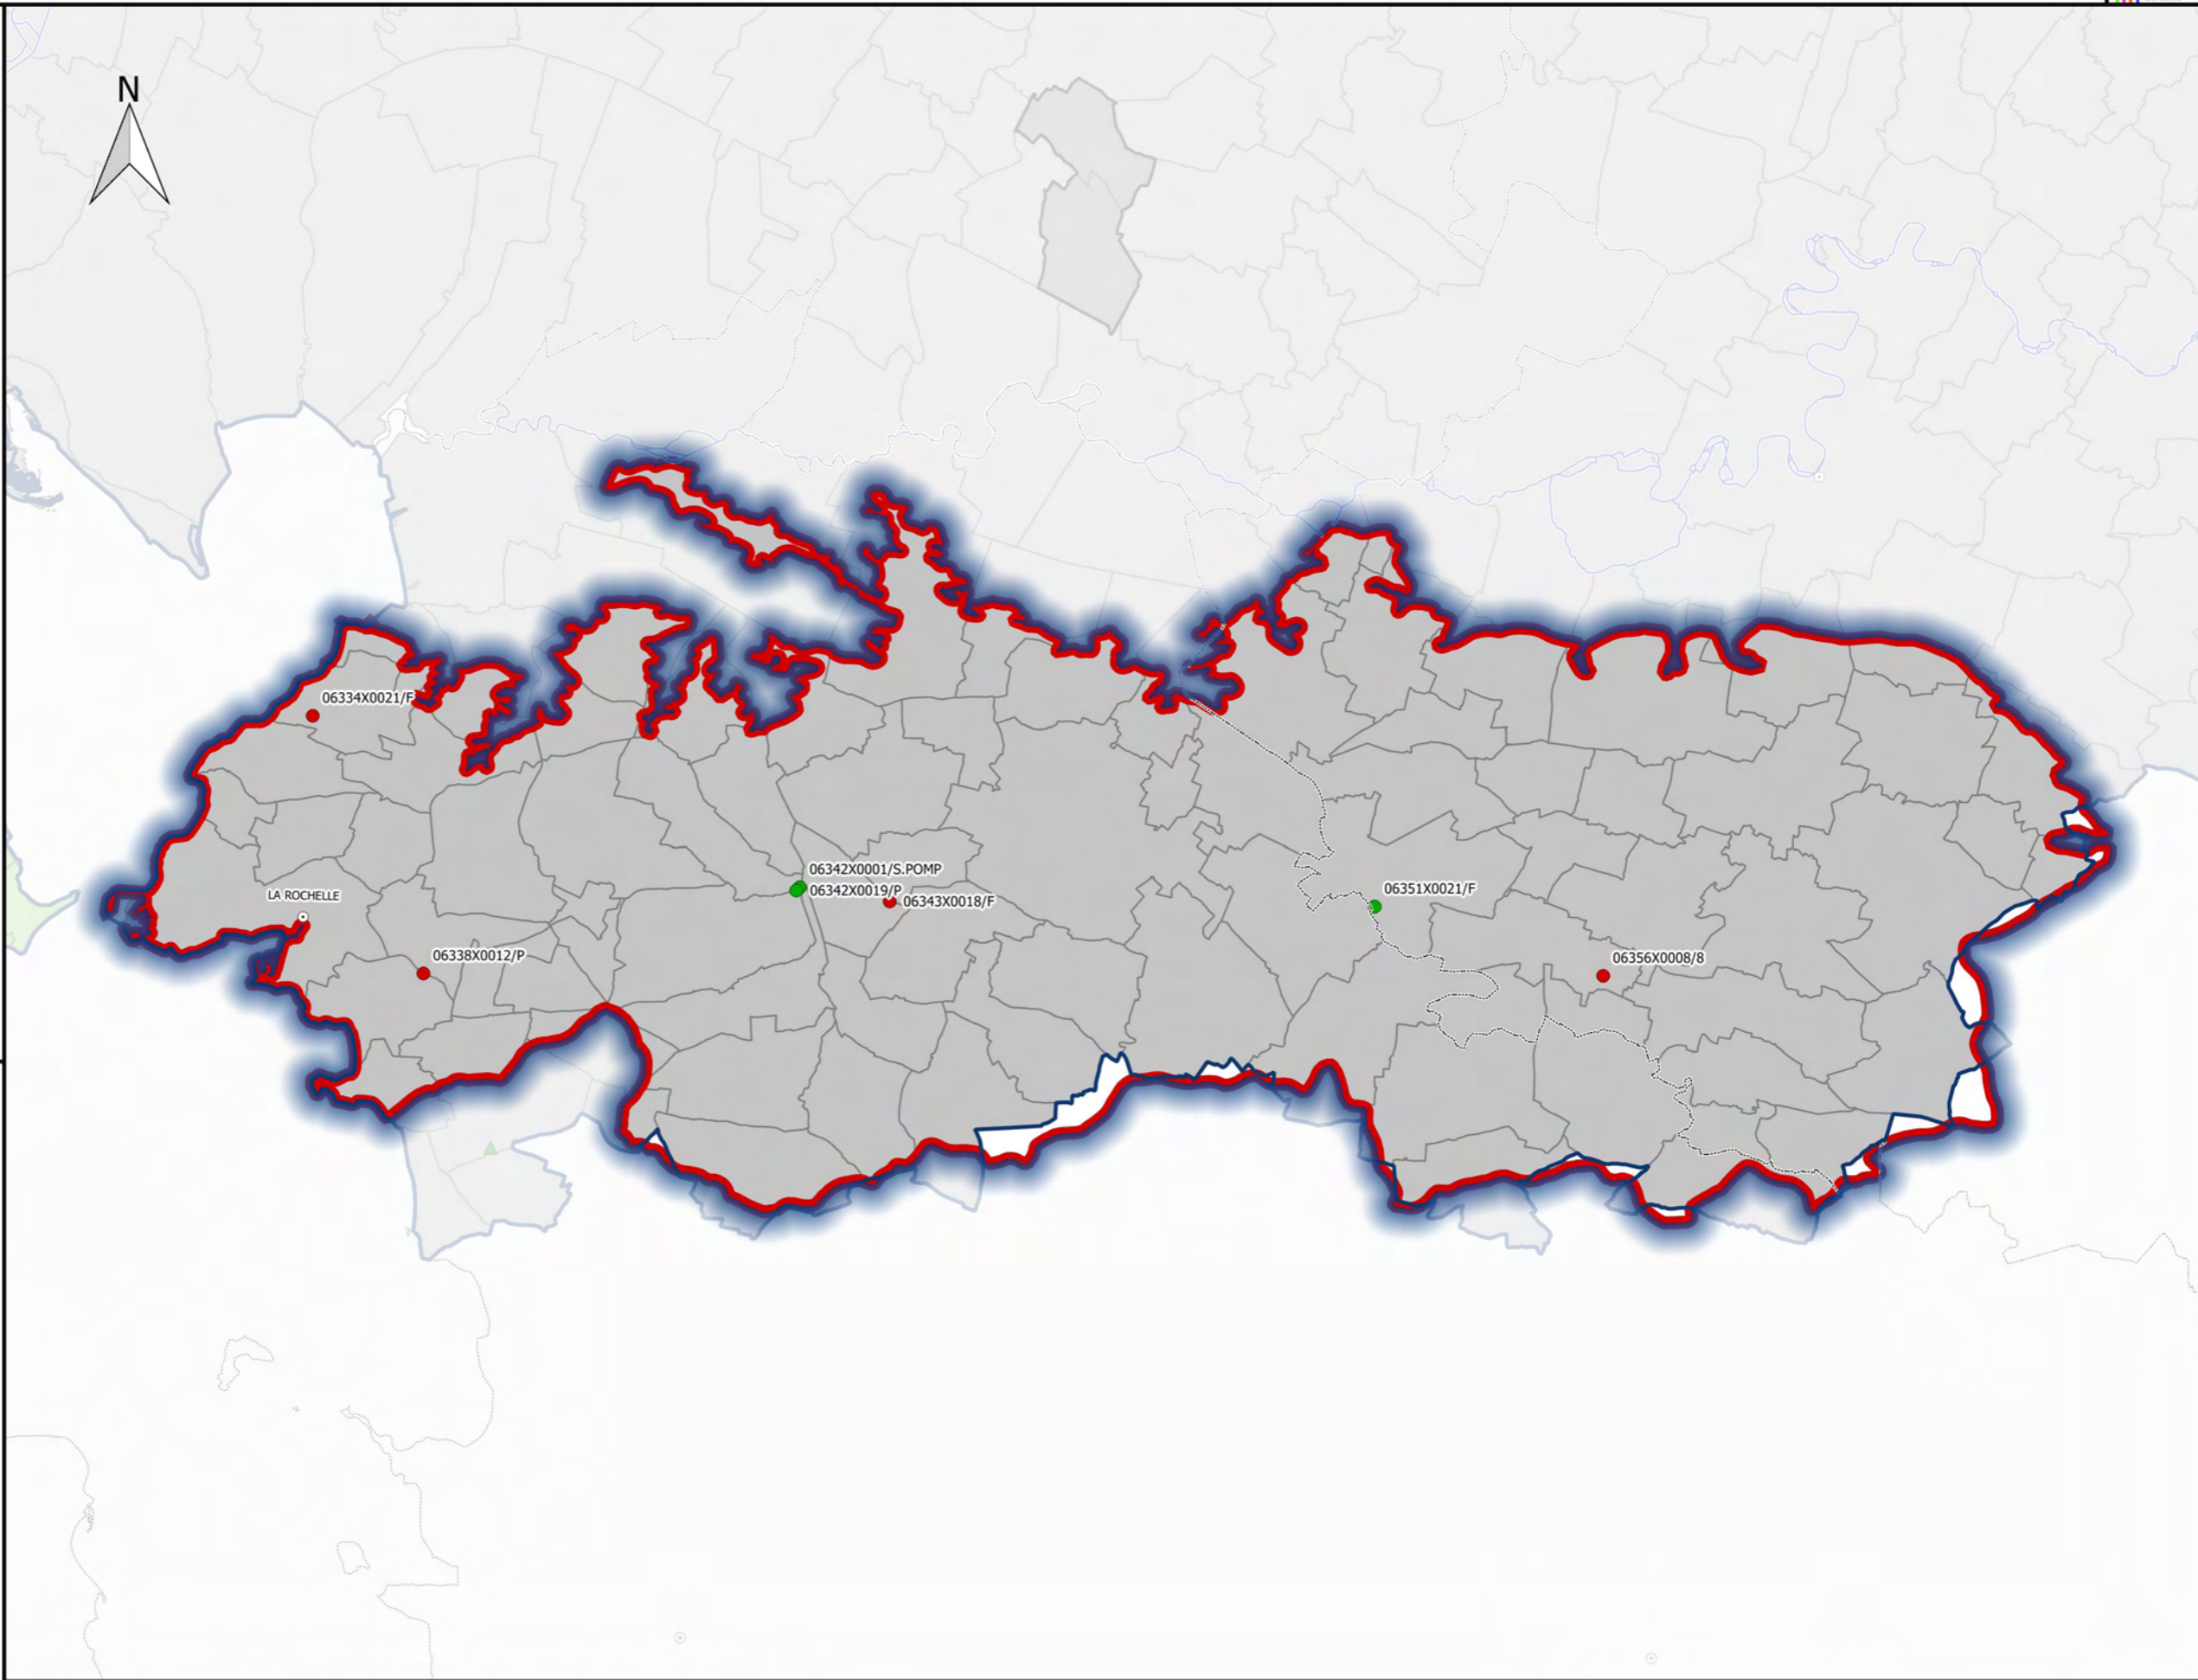 N
06334X0021/F
06342X0001/S.POMP
06342X0019/P
06343X0018/F
06351X0021/F
LA ROCHELLE
06338X0012/P
06356X0008/8